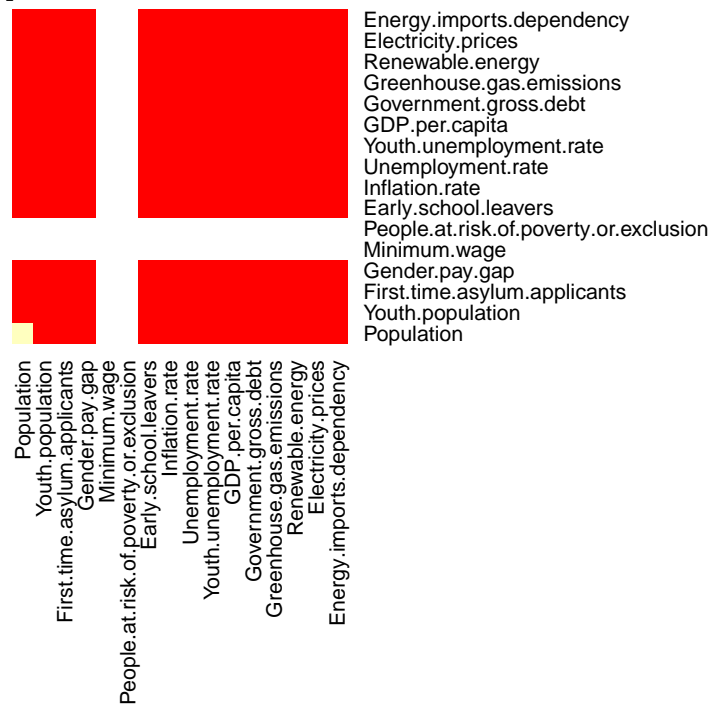 Energy.imports.dependency
Electricity.prices
Renewable.energy
Greenhouse.gas.emissions
Government.gross.debt
GDP.per.capita
Youth.unemployment.rate
Unemployment.rate
Inflation.rate
Early.school.leavers
People.at.risk.of.poverty.or.exclusion
Minimum.wage
Gender.pay.gap
First.time.asylum.applicants
Youth.population
Population
Population
Youth.population
First.time.asylum.applicants
Gender.pay.gap
Minimum.wage
People.at.risk.of.poverty.or.exclusion
Early.school.leavers
Inflation.rate
Unemployment.rate
Youth.unemployment.rate
GDP.per.capita
Government.gross.debt
Greenhouse.gas.emissions
Renewable.energy
Electricity.prices
Energy.imports.dependency